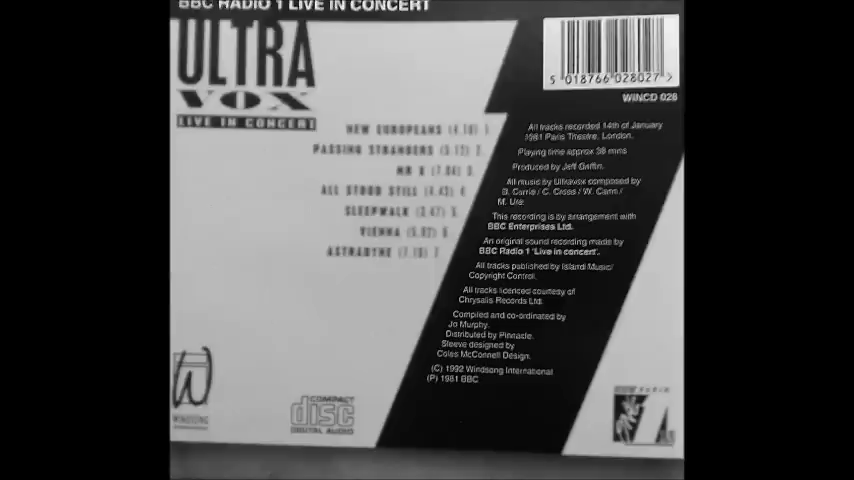 BBC RADIO 1 LIVE IN CONCERT
ULTRA
VOX
LIVE IN CONCERT
NEW EUROPEANS (4.10) 1.
PASSING STRANGERS (5.12) 2.
MR X (7.04) 3.
ALL STOOD STILL (4.43) 4.
SLEEPWALK (3.47) 5.
VIENNA (5.02) 6.
ASTRADYNE (7.10) 7.
5 018766 028027 >
WINCD 028
All tracks recorded 14th of January
1981 Paris Theatre, London.
Playing time approx 38 mins
Produced by Jeff Griffin.
All music by Ultravox composed by
B. Currie / C. Cross / W. Cann /
M. Ure
This recording is by arrangement with
BBC Enterprises Ltd.
An original sound recording made by
BBC Radio 1 'Live in concert'.
All tracks published by Island Music/
Copyright Control.
All tracks licenced courtesy of
Chrysalis Records Ltd.
Compiled and co-ordinated by
Jo Murphy.
Distributed by Pinnacle.
Sleeve designed by
Coles McConnell Design.
(C) 1992 Windsong International
(P) 1981 BBC
WINDSONG
COMPACT
disc
DIGITAL AUDIO
RADIO
1